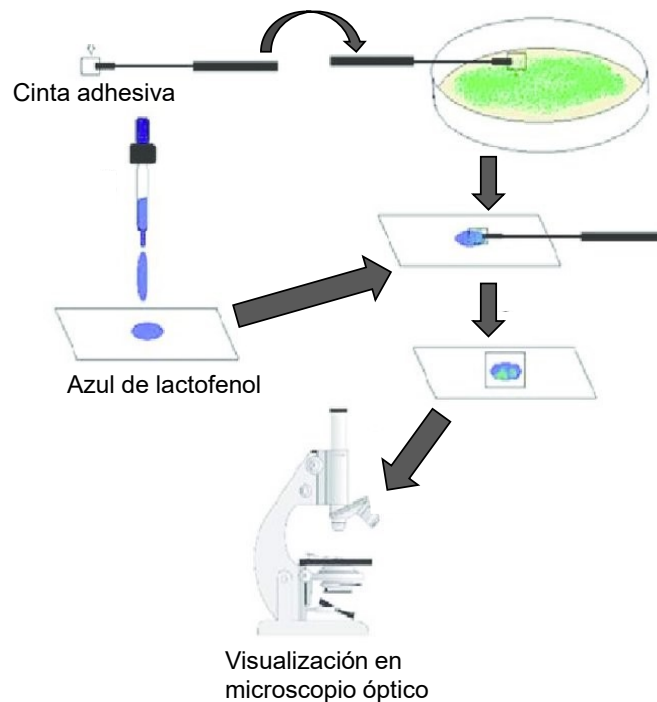 Cinta adhesiva
Azul de lactofenol
Visualización en
microscopio óptico